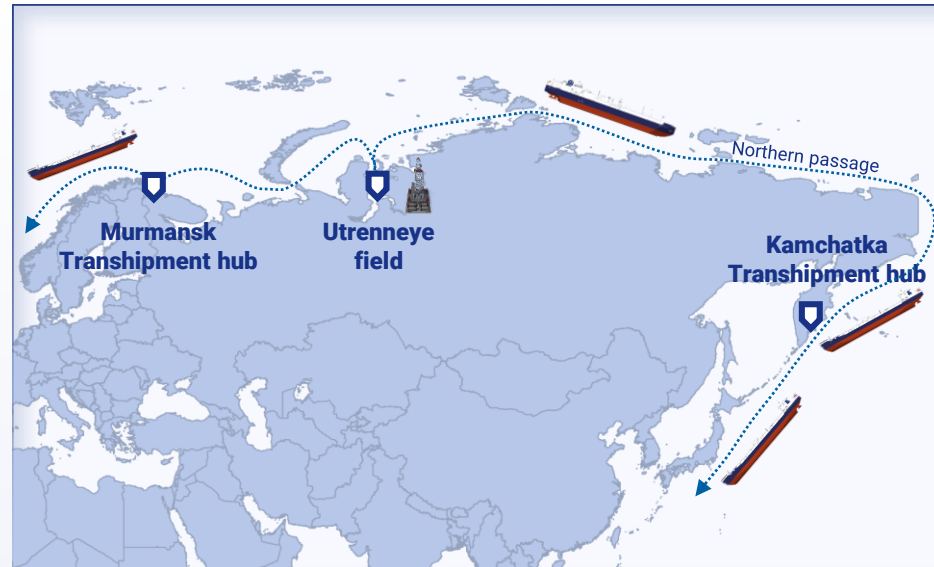 Northern passage
Murmansk
Transhipment hub
Utrenneye
field
Kamchatka
Transhipment hub